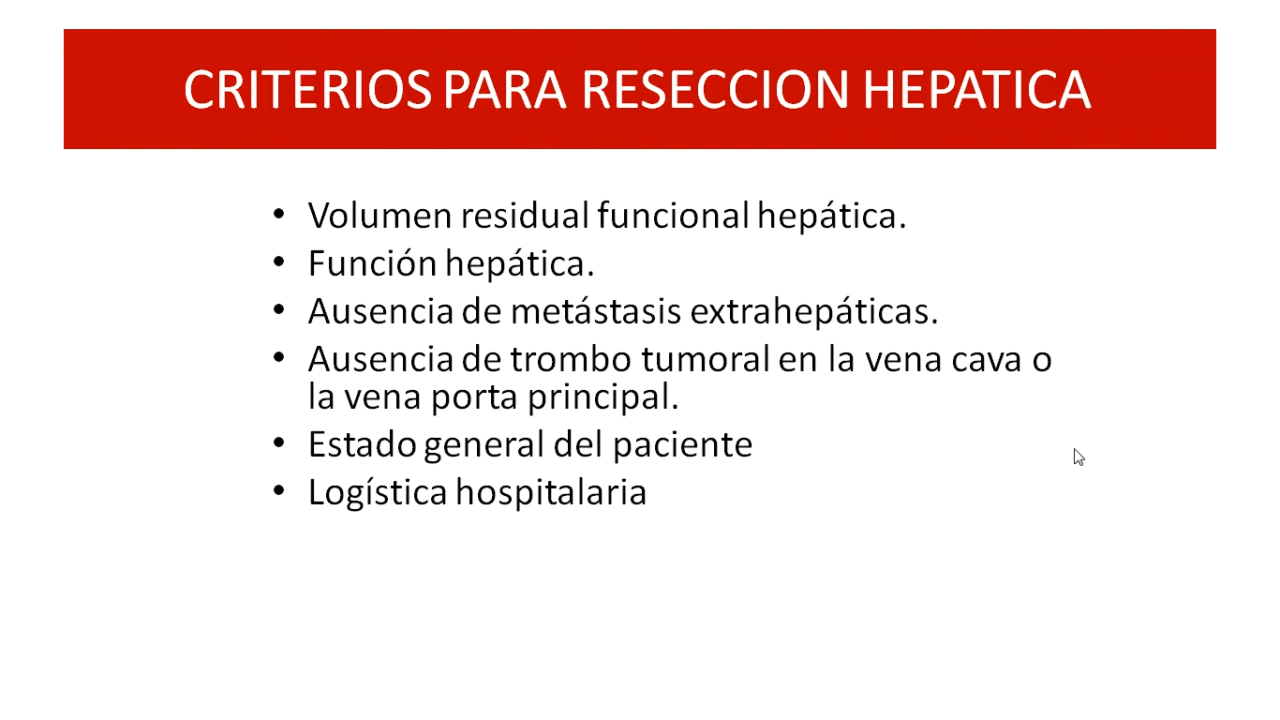 CRITERIOS PARA RESECCION HEPATICA
• Volumen residual funcional hepática.
• Función hepática.
• Ausencia de metástasis extrahepáticas.
• Ausencia de trombo tumoral en la vena cava o
la vena porta principal.
• Estado general del paciente
• Logística hospitalaria